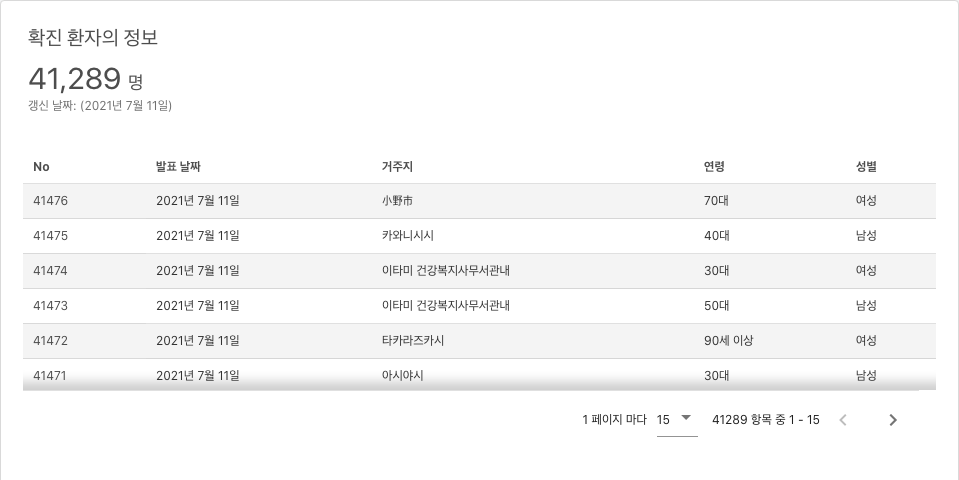 확진 환자의 정보
41,289 명
갱신 날짜: (2021년 7월 11일)
No 발표 날짜 거주지 연령 성별
41476 2021년 7월 11일 小野市 70대 여성
41475 2021년 7월 11일 카와니시시 40대 남성
41474 2021년 7월 11일 이타미 건강복지사무서관내 30대 여성
41473 2021년 7월 11일 이타미 건강복지사무서관내 50대 남성
41472 2021년 7월 11일 타카라즈카시 90세 이상 여성
41471 2021년 7월 11일 아시야시 30대 남성
1 페이지 마다 15 41289 항목 중 1 - 15